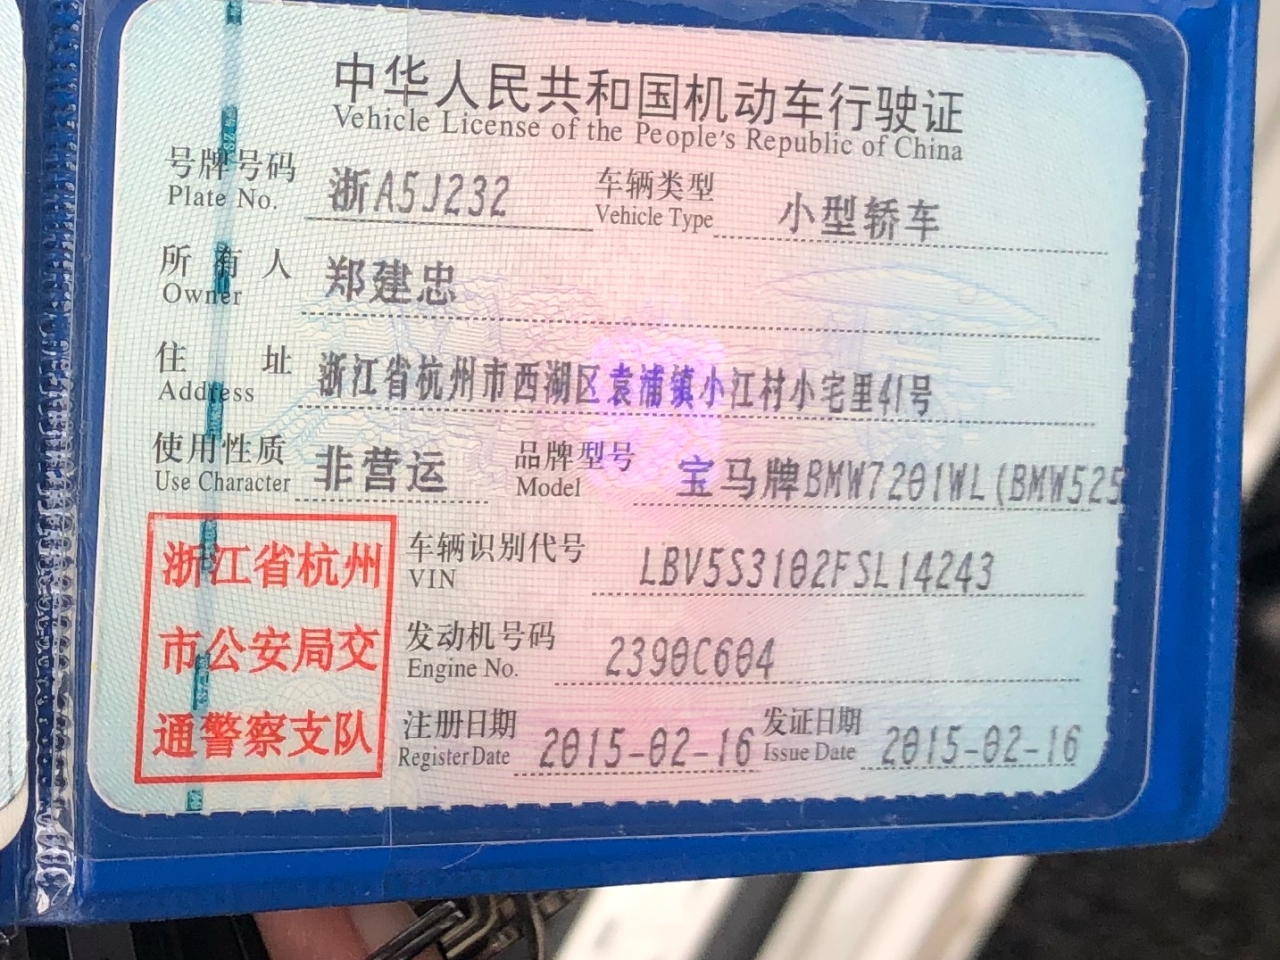 中华人民共和国机动车行驶证
Vehicle License of the People's Republic of China
号牌号码 浙A5J232 车辆类型 小型轿车
Plate No. Vehicle Type
所有人 郑建忠
Owner
住址 浙江省杭州市西湖区袁浦镇小江村小宅里41号
Address
使用性质 非营运 品牌型号 宝马牌BMW7201WL(BMW525
Use Character Model
浙江省杭州
市公安局交
通警察支队
车辆识别代号 LBV5S3102FSL14243
VIN
发动机号码 2390C604
Engine No.
注册日期 2015-02-16 发证日期 2015-02-16
Register Date Issue Date